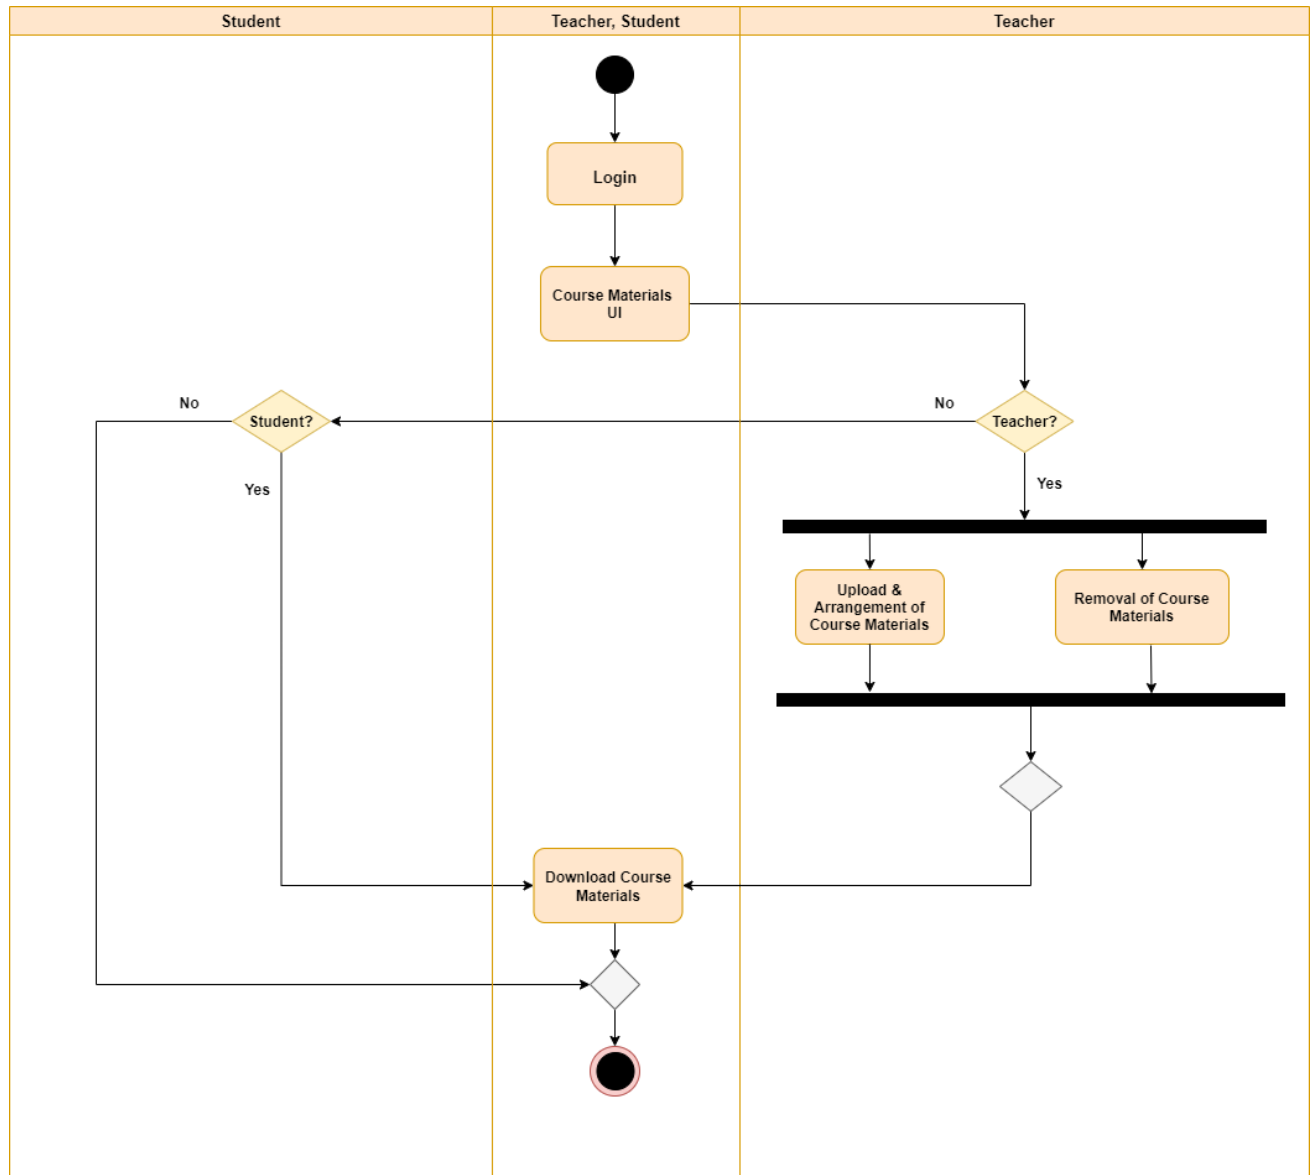 Student
Teacher, Student
Teacher
Login
Course Materials
UI
No
Student?
No
Teacher?
Yes
Yes
Upload &
Arrangement of
Course Materials
Removal of Course
Materials
Download Course
Materials